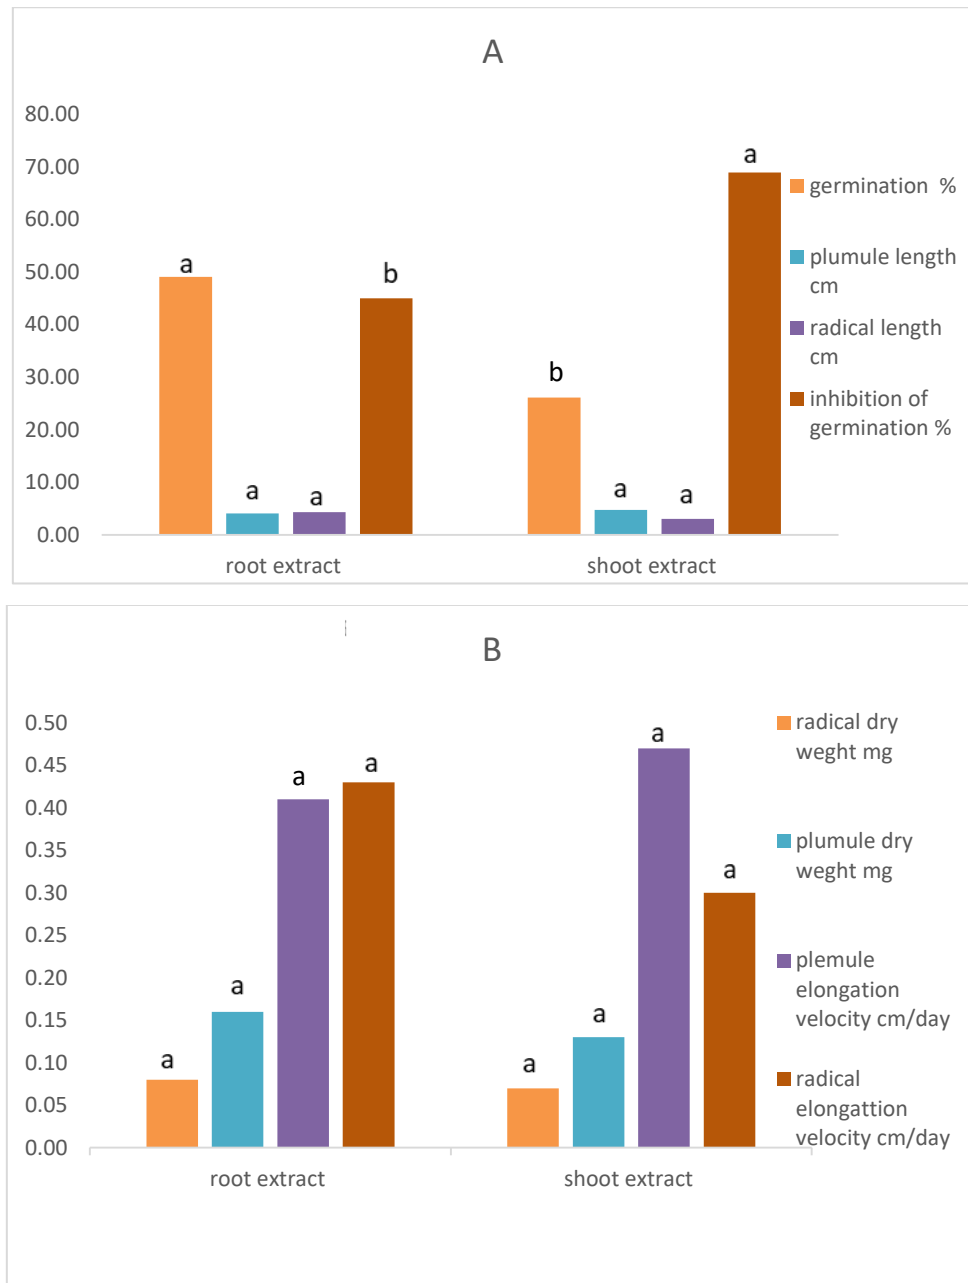 A
80.00
70.00
60.00
50.00
40.00
30.00
20.00
10.00
0.00
a
a
a
b
b
a
a
a
root extract
shoot extract
germination %
plumule length
cm
radical length
cm
inhibition of
germination %
B
0.50
0.45
0.40
0.35
0.30
0.25
0.20
0.15
0.10
0.05
0.00
a
a
a
a
a
a
a
a
root extract
shoot extract
radical dry
weght mg
plumule dry
weght mg
plemule
elongation
velocity cm/day
radical
elongattion
velocity cm/day